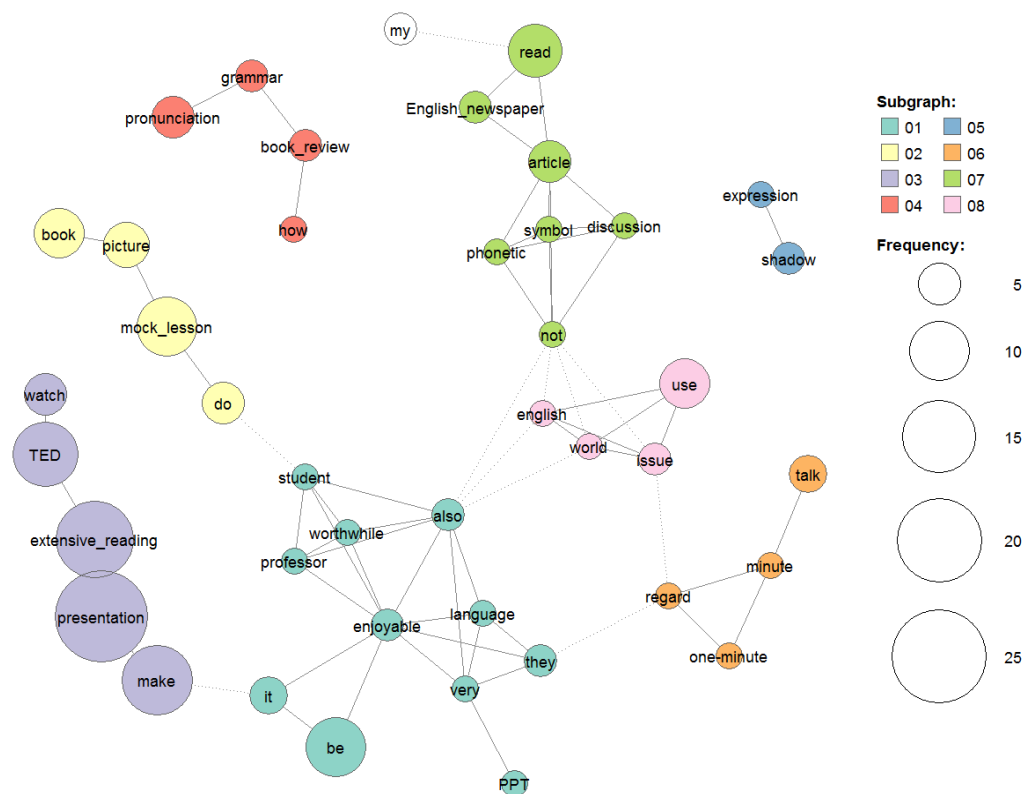 my
read
grammar
English_newspaper
pronunciation
book_review
article
how
symbol
discussion
phonetic
expression
shadow
book
picture
mock_lesson
not
do
use
english
world
issue
watch
TED
extensive_reading
presentation
make
student
also
worthwhile
professor
enjoyable
language
they
very
it
be
PPT
talk
minute
regard
one-minute
Subgraph:
01 05
02 06
03 07
04 08
Frequency:
5
10
15
20
25